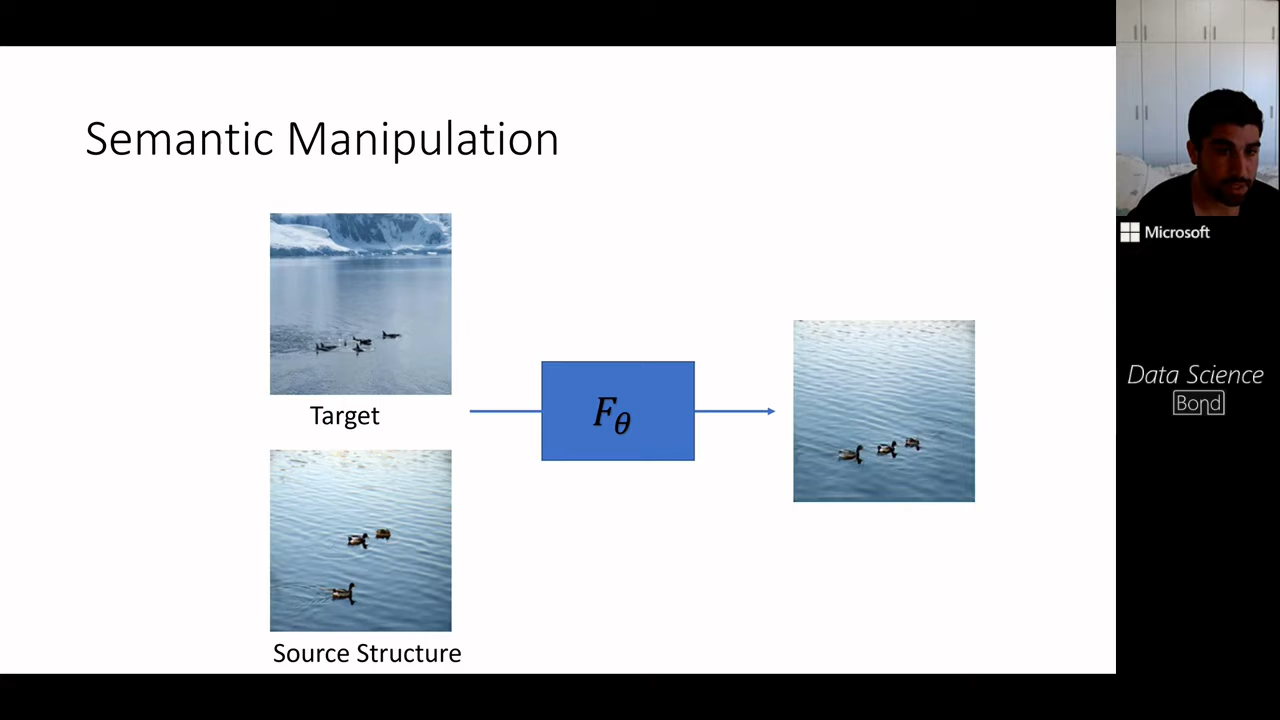 Semantic Manipulation
Target
F_θ
Source Structure
Microsoft
Data Science
Bond